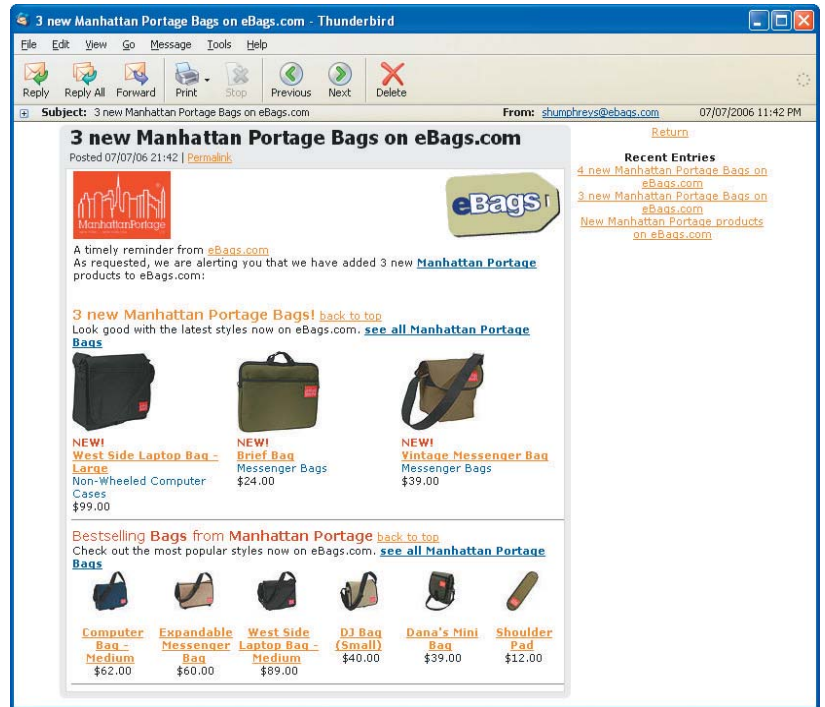 3 new Manhattan Portage Bags on eBags.com - Thunderbird
File Edit View Go Message Tools Help
Reply Reply All Forward Print Stop Previous Next Delete
Subject: 3 new Manhattan Portage Bags on eBags.com From: shumphreys@ebags.com 07/07/2006 11:42 PM
3 new Manhattan Portage Bags on eBags.com
Posted 07/07/06 21:42 | Permalink
ManhattanPortage
eBags
A timely reminder from eBags.com
As requested, we are alerting you that we have added 3 new Manhattan Portage
products to eBags.com:
3 new Manhattan Portage Bags! back to top
Look good with the latest styles now on eBags.com. see all Manhattan Portage
Bags
NEW!
West Side Laptop Bag -
Large
Non-Wheeled Computer
Cases
$99.00
NEW!
Brief Bag
Messenger Bags
$24.00
NEW!
Vintage Messenger Bag
Messenger Bags
$39.00
Bestselling Bags from Manhattan Portage back to top
Check out the most popular styles now on eBags.com. see all Manhattan Portage
Bags
Computer
Bag -
Medium
$62.00
Expandable
Messenger
Bag
$60.00
West Side
Laptop Bag -
Medium
$89.00
DJ Bag
(Small)
$40.00
Dana's Mini
Bag
$39.00
Shoulder
Pad
$12.00
Return
Recent Entries
4 new Manhattan Portage Bags on
eBags.com
3 new Manhattan Portage Bags on
eBags.com
New Manhattan Portage products
on eBags.com